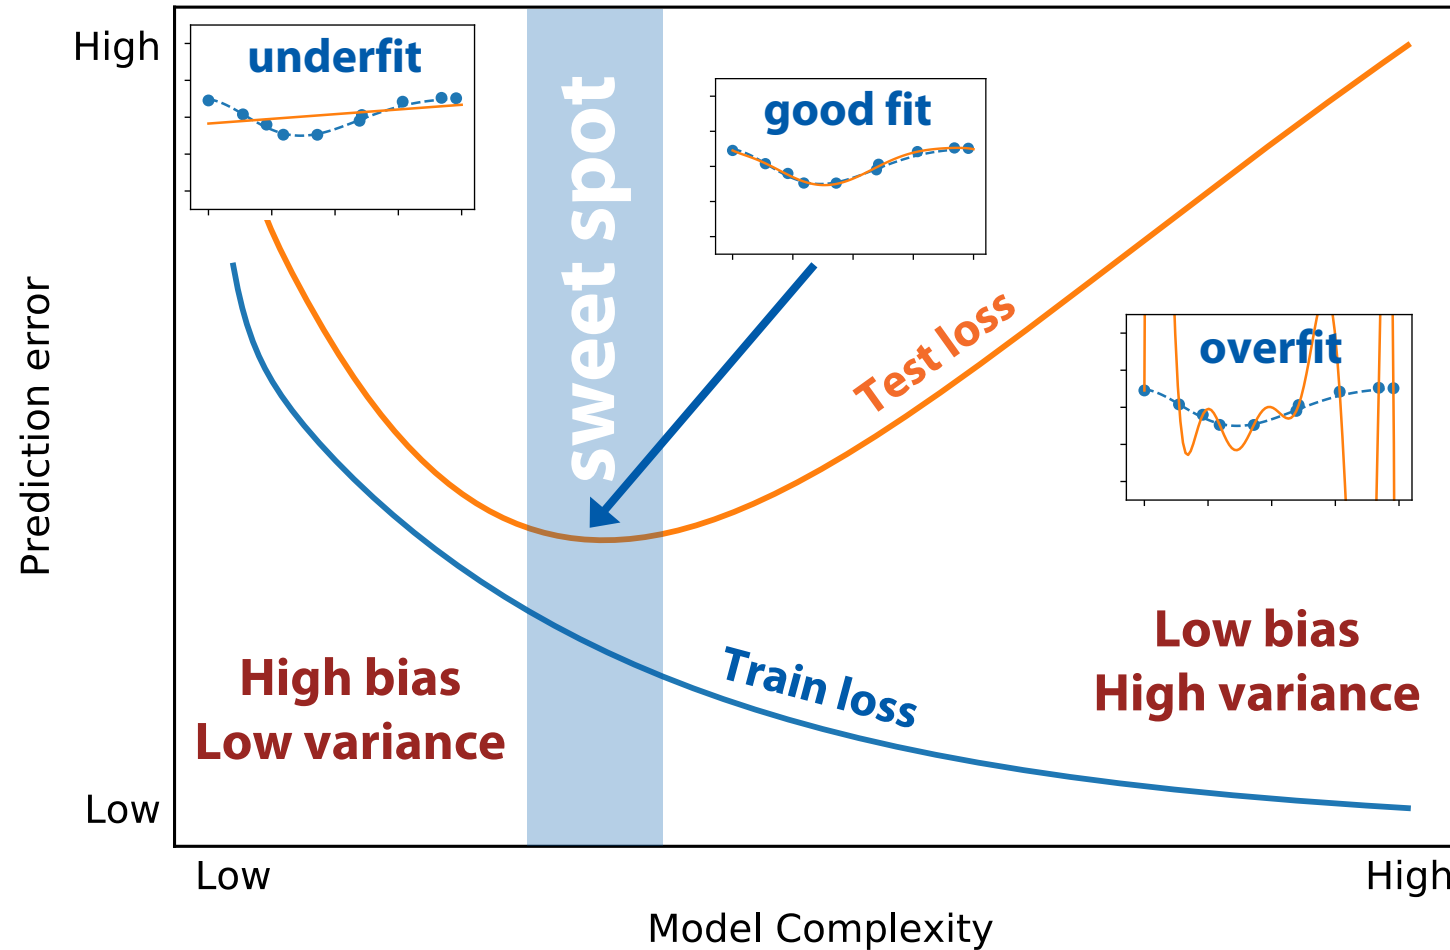 High
underfit
sweet spot
good fit
Test loss
overfit
Prediction error
High bias
Low variance
Train loss
Low bias
High variance
Low
Low
High
Model Complexity